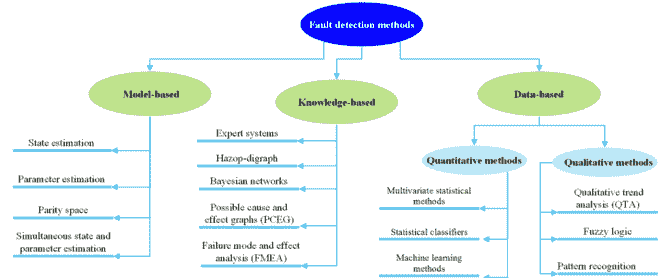 Fault detection methods
Model-based
Knowledge-based
Data-based
State estimation
Parameter estimation
Parity space
Simultaneous state and
parameter estimation
Expert systems
Hazop-digraph
Bayesian networks
Possible cause and
effect graphs (PCEG)
Failure mode and effect
analysis (FMEA)
Quantitative methods
Multivariate statistical
methods
Statistical classifiers
Machine learning
methods
Qualitative methods
Qualitative trend
analysis (QTA)
Fuzzy logic
Pattern recognition